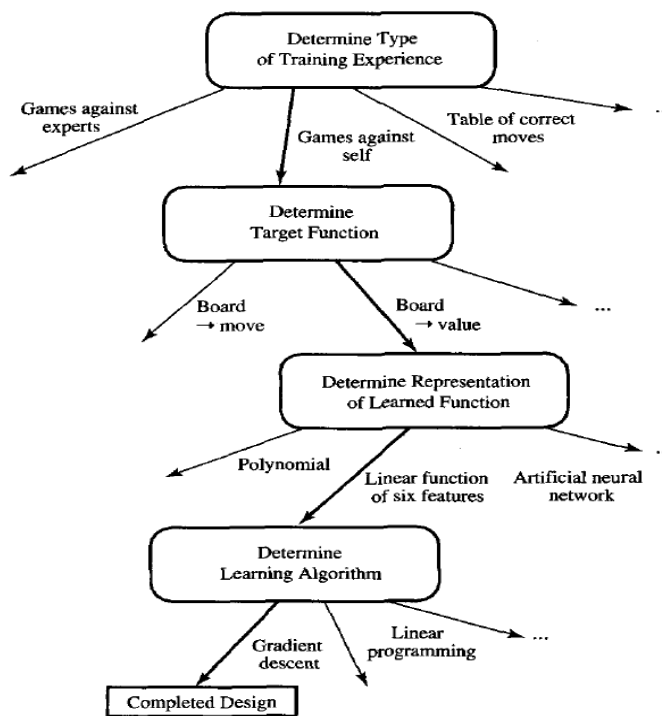 Determine Type
of Training Experience
Games against
experts
Games against
self
Table of correct
moves
Determine
Target Function
...
Board
→ move
Board
→ value
Determine Representation
of Learned Function
Polynomial
Linear function
of six features
Artificial neural
network
Determine
Learning Algorithm
Gradient
descent
Linear
programming
...
Completed Design